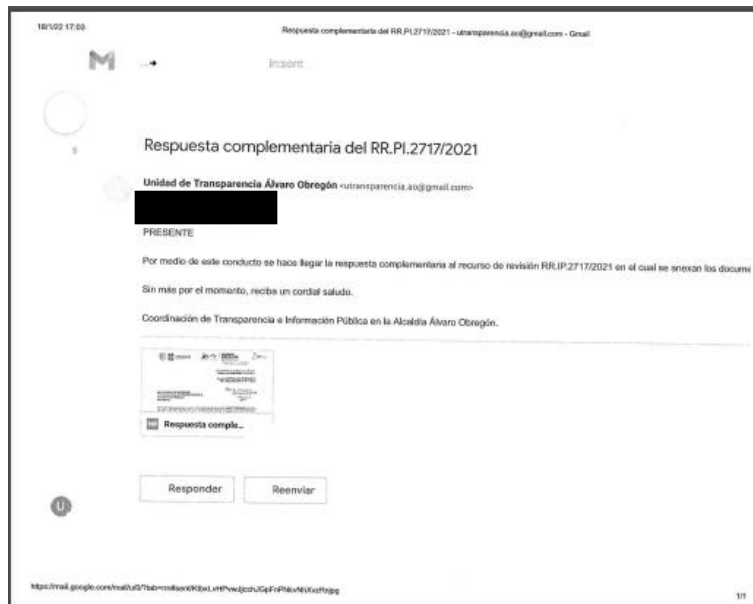 18/1/22 17:03
Respuesta complementaria del RR.PI.2717/2021 - utransparencia.ao@gmail.com - Gmail
in:sent
Respuesta complementaria del RR.PI.2717/2021
Unidad de Transparencia Álvaro Obregón <utransparencia.ao@gmail.com>
PRESENTE
Por medio de este conducto se hace llegar la respuesta complementaria al recurso de revisión RR.IP.2717/2021 en el cual se anexan los docume
Sin más por el momento, reciba un cordial saludo.
Coordinación de Transparencia e Información Pública en la Alcaldía Álvaro Obregón.
Respuesta comple...
Responder
Reenviar
U
1/1